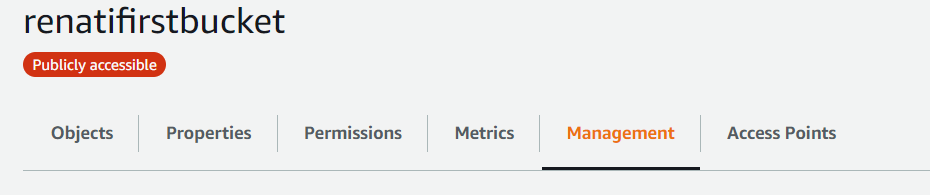 renatifirstbucket
Publicly accessible
Objects Properties Permissions Metrics Management Access Points